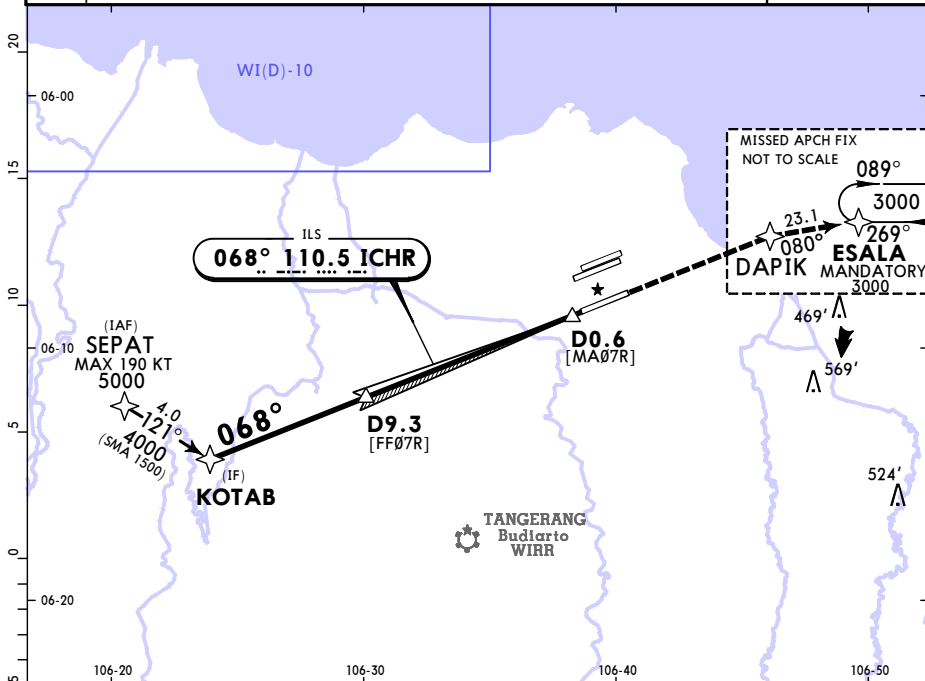 20
WI(D)-10
06-00
MISSED APCH FIX
NOT TO SCALE
15
089°
3000
ILS
068° 110.5 ICHR
23.1
080°
269°
DAPIK
ESALA
MANDATORY
3000
10
469'
(IAF)
SEPAT
MAX 190 KT
5000
06-10
D0.6
[MAØ7R]
569'
4.0
121°
4000
(SMA 1500)
068°
D9.3
[FFØ7R]
5
(IF)
KOTAB
524'
TANGERANG
Budiarto
WIRR
0
06-20
5
106-20
106-30
106-40
106-50